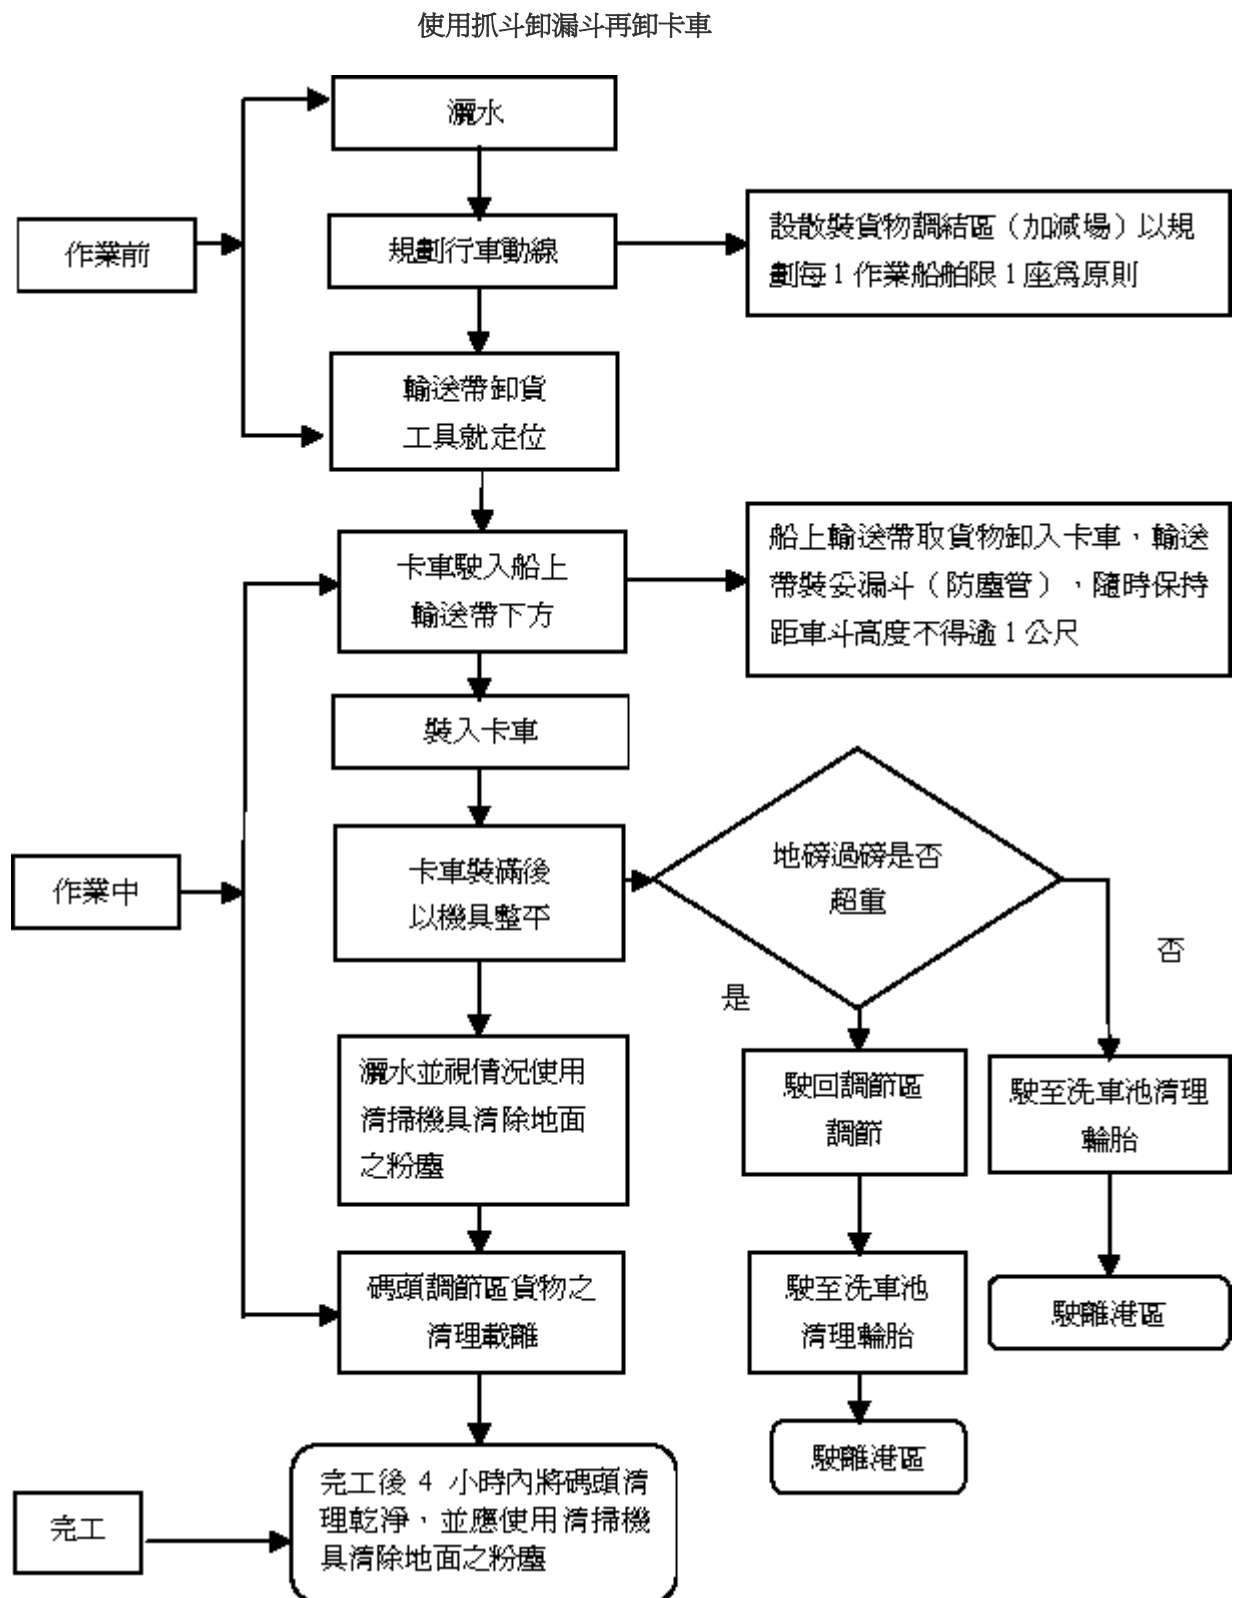 使用抓斗卸漏斗再卸卡車
灑水
作業前
規劃行車動線
設散裝貨物調結區（加減場）以規
劃每1作業船舶限1座為原則
輸送帶卸貨
工具就定位
卡車駛入船上
輸送帶下方
船上輸送帶取貨物卸入卡車，輸送
帶裝妥漏斗（防塵管），隨時保持
距車斗高度不得逾1公尺
裝入卡車
作業中
卡車裝滿後
以機具整平
地磅過磅是否
超重
是
否
灑水並視情況使用
清掃機具清除地面
之粉塵
駛回調節區
調節
駛至洗車池清理
輪胎
碼頭調節區貨物之
清理載離
駛至洗車池
清理輪胎
駛離港區
駛離港區
完工
完工後 4 小時內將碼頭清
理乾淨，並應使用清掃機
具清除地面之粉塵